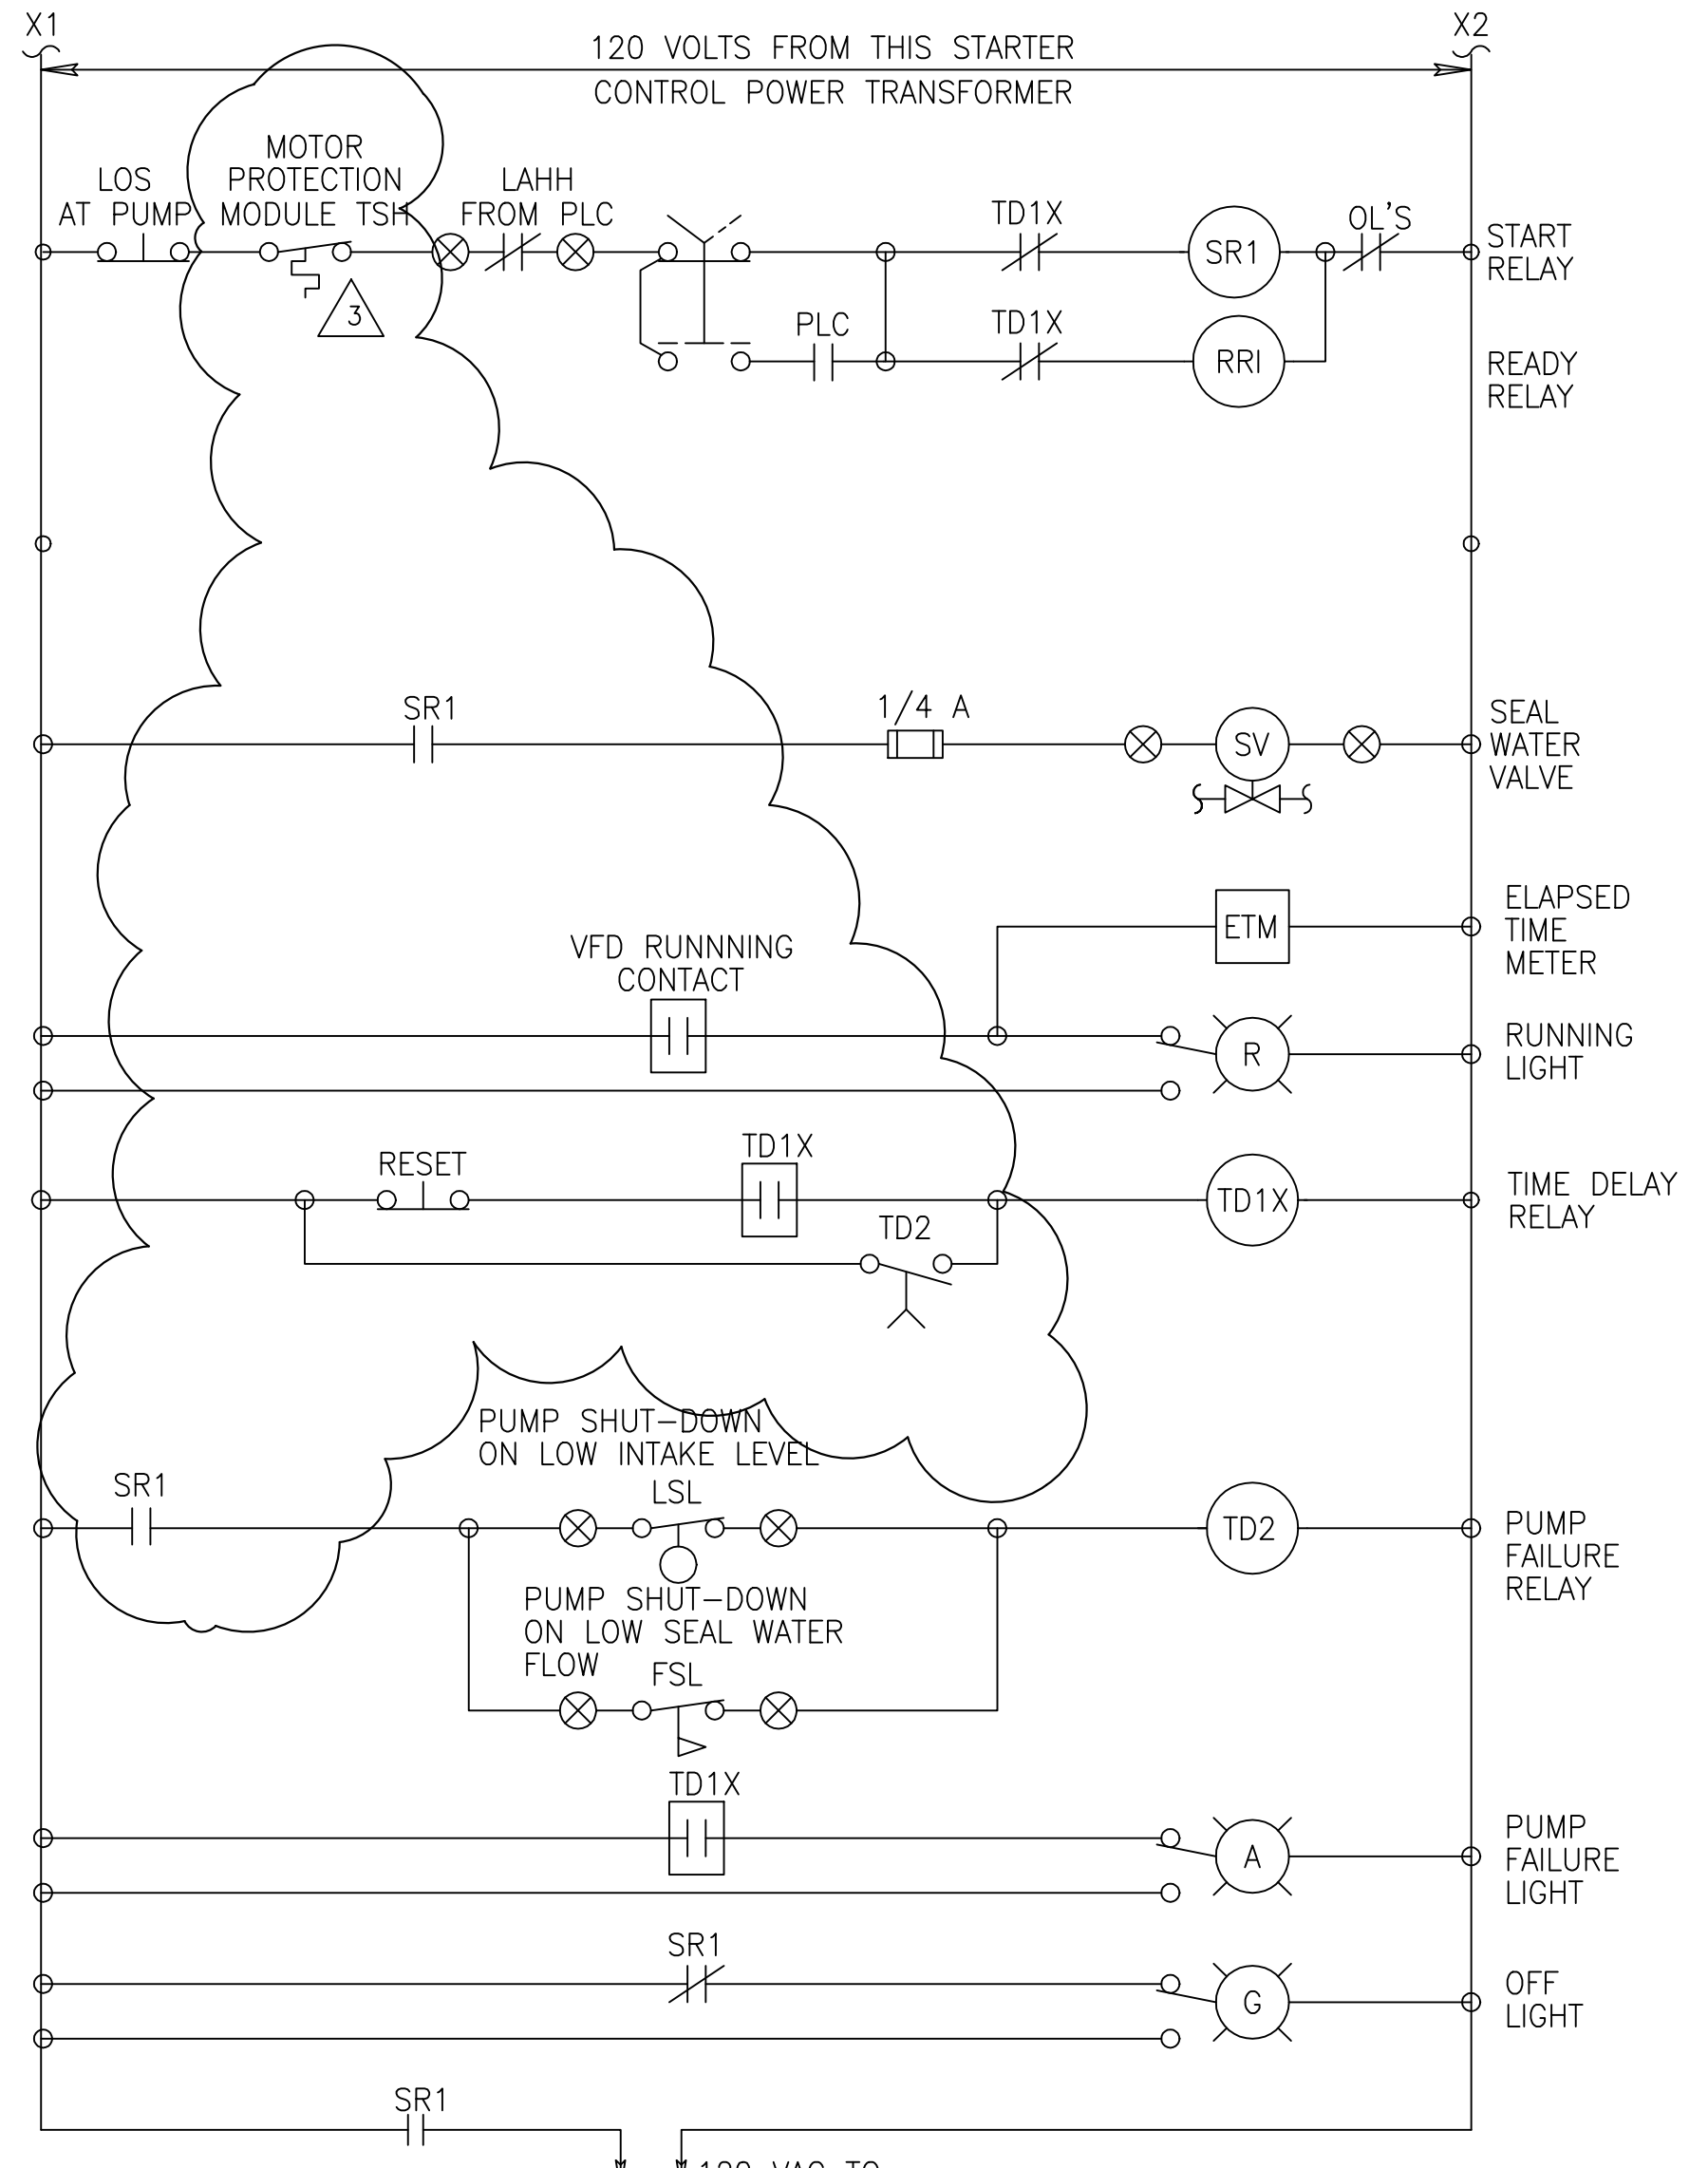 X1
X2
120 VOLTS FROM THIS STARTER
CONTROL POWER TRANSFORMER
LOS
AT PUMP
MOTOR
PROTECTION
MODULE TSH
LAHH
FROM PLC
TD1X
OL'S
SR1
START
RELAY
3
PLC
TD1X
RRI
READY
RELAY
SR1
1/4 A
SV
SEAL
WATER
VALVE
ETM
ELAPSED
TIME
METER
VFD RUNNNING
CONTACT
R
RUNNING
LIGHT
RESET
TD1X
TD1X
TIME DELAY
RELAY
TD2
PUMP SHUT-DOWN
ON LOW INTAKE LEVEL
SR1
LSL
TD2
PUMP
FAILURE
RELAY
PUMP SHUT-DOWN
ON LOW SEAL WATER
FLOW
FSL
TD1X
A
PUMP
FAILURE
LIGHT
SR1
G
OFF
LIGHT
SR1
120 VAC TO